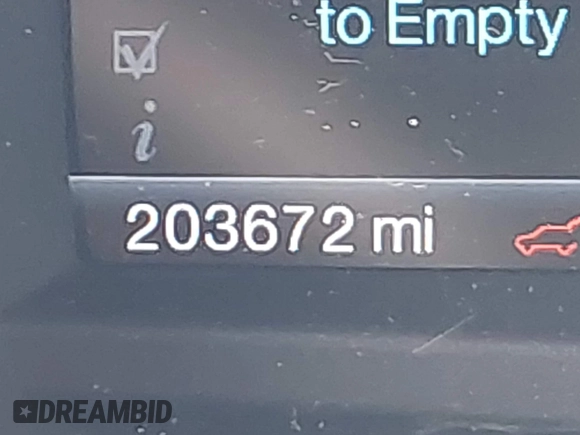 to Empty
i
203672 mi
DREAMBID